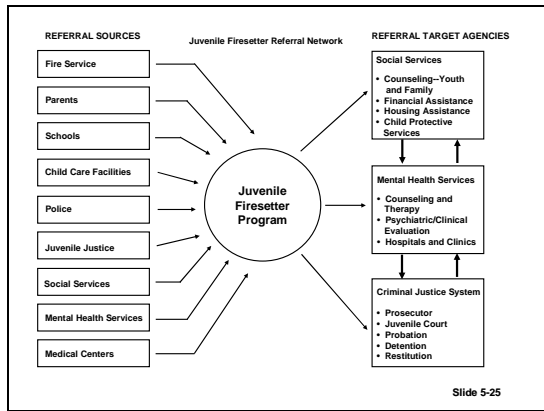 REFERRAL SOURCES
Juvenile Firesetter Referral Network
REFERRAL TARGET AGENCIES
Fire Service
Parents
Schools
Child Care Facilities
Police
Juvenile Justice
Social Services
Mental Health Services
Medical Centers
Juvenile
Firesetter
Program
Social Services
• Counseling--Youth
and Family
• Financial Assistance
• Housing Assistance
• Child Protective
Services
Mental Health Services
• Counseling and
Therapy
• Psychiatric/Clinical
Evaluation
• Hospitals and Clinics
Criminal Justice System
• Prosecutor
• Juvenile Court
• Probation
• Detention
• Restitution
Slide 5-25